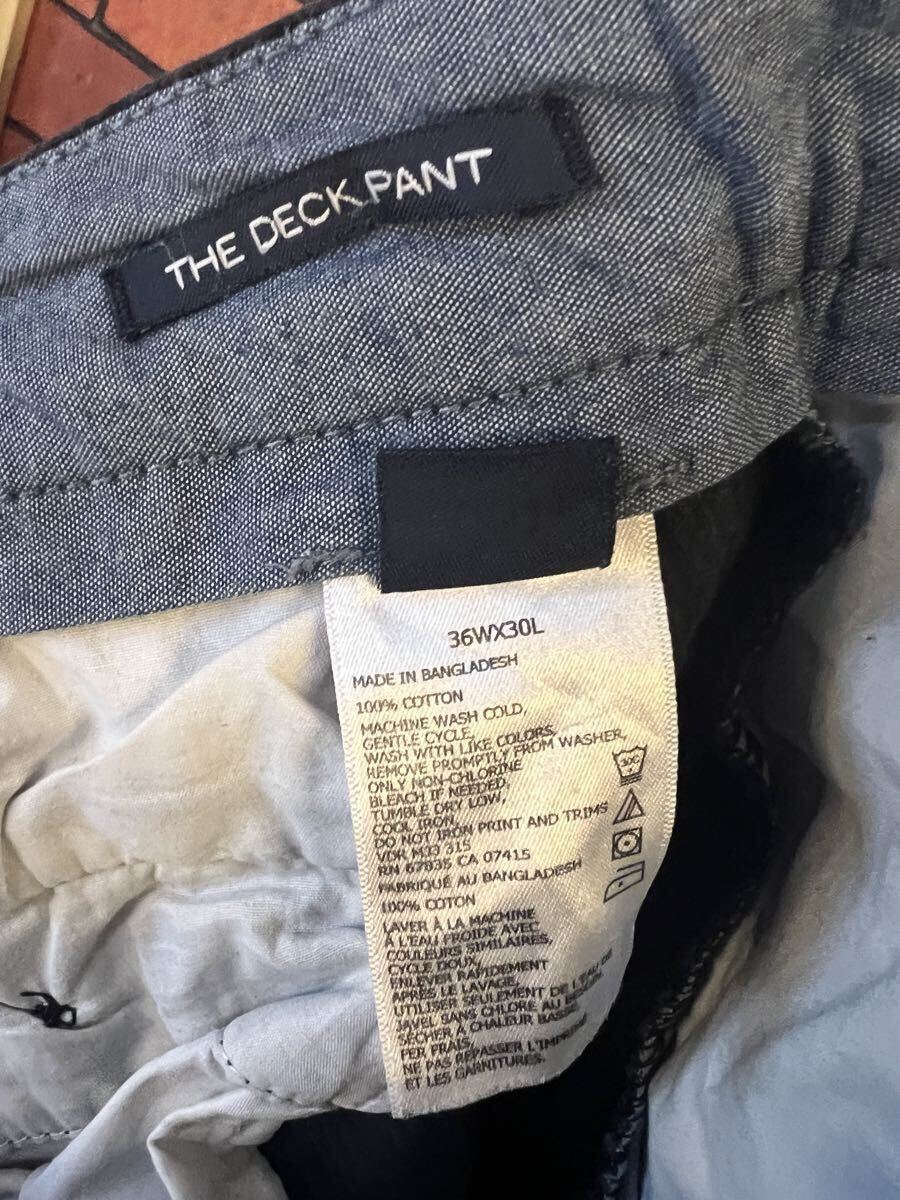 THE DECK PANT
36WX30L
MADE IN BANGLADESH
100% COTTON
MACHINE WASH COLD,
GENTLE CYCLE,
WASH WITH LIKE COLORS,
REMOVE PROMPTLY FROM WASHER,
ONLY NON-CHLORINE
BLEACH IF NEEDED,
TUMBLE DRY LOW,
COOL IRON,
DO NOT IRON PRINT AND TRIMS
VDK M33 315
RN 67835 CA 07415
FABRIQUÉ AU BANGLADESH
100% COTON
LAVER À LA MACHINE
À L'EAU FROIDE AVEC
COULEURS SIMILAIRES,
CYCLE DOUX,
ENLEVER RAPIDEMENT
APRÈS LE LAVAGE,
UTILISER SEULEMENT DE L'EAU DE
JAVEL SANS CHLORE AU BESOIN,
SÉCHER À CHALEUR BASSE,
FER FRAIS,
NE PAS REPASSER L'IMPRIMÉ
ET LES GARNITURES.
30C